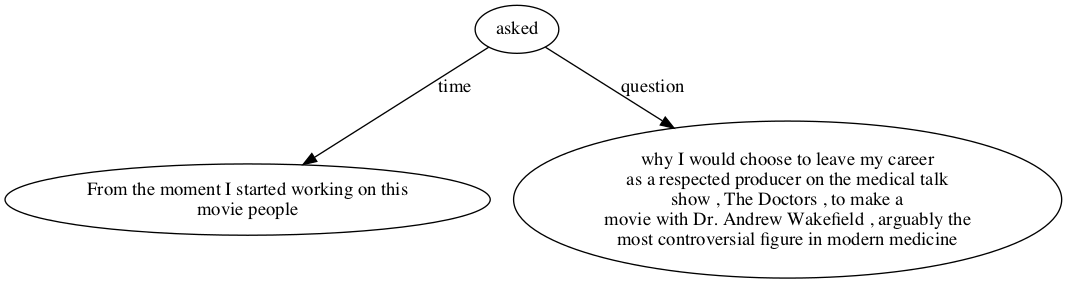 asked
time
question
From the moment I started working on this
movie people
why I would choose to leave my career
as a respected producer on the medical talk
show , The Doctors , to make a
movie with Dr. Andrew Wakefield , arguably the
most controversial figure in modern medicine